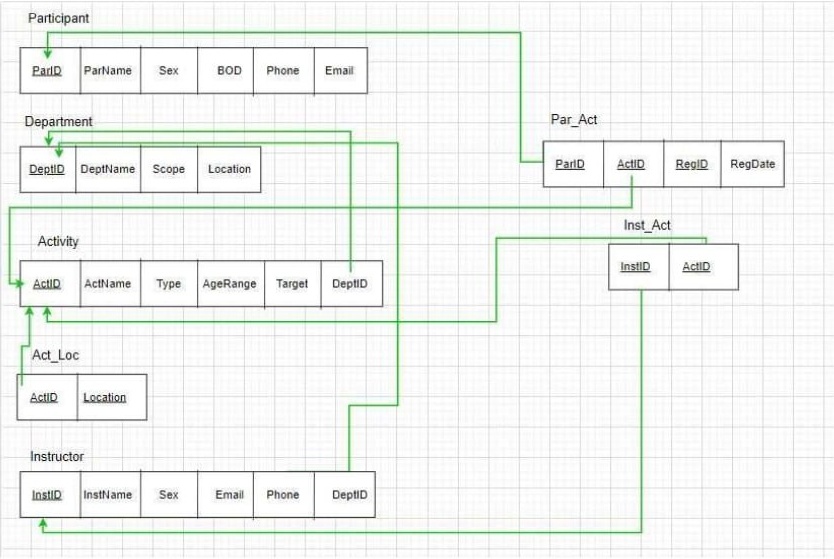 Participant
ParID ParName Sex BOD Phone Email
Department
DeptID DeptName Scope Location
Par_Act
ParID ActID RegID RegDate
Inst_Act
InstID ActID
Activity
ActID ActName Type AgeRange Target DeptID
Act_Loc
ActID Location
Instructor
InstID InstName Sex Email Phone DeptID